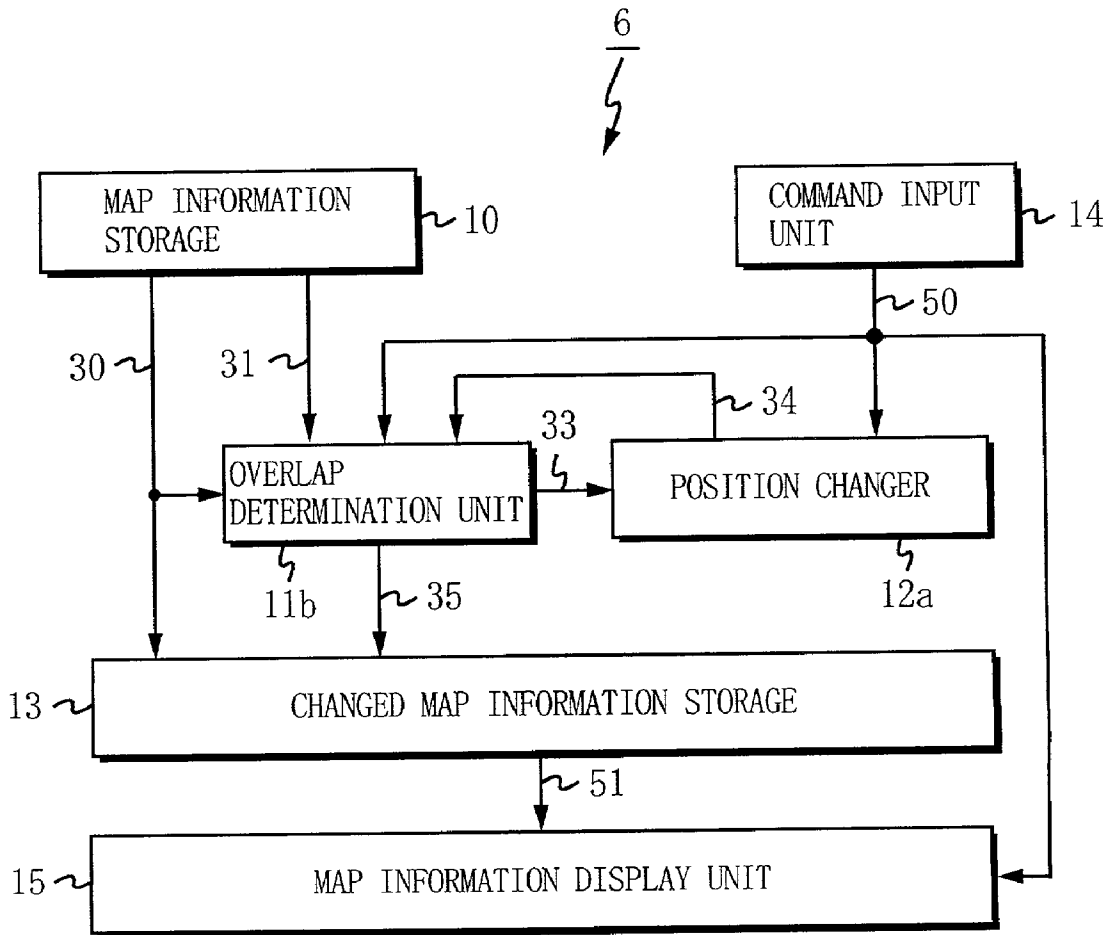 6
MAP INFORMATION
STORAGE
10
COMMAND INPUT
UNIT
14
50
30
31
34
33
OVERLAP
DETERMINATION UNIT
POSITION CHANGER
11b
35
12a
13
CHANGED MAP INFORMATION STORAGE
51
15
MAP INFORMATION DISPLAY UNIT